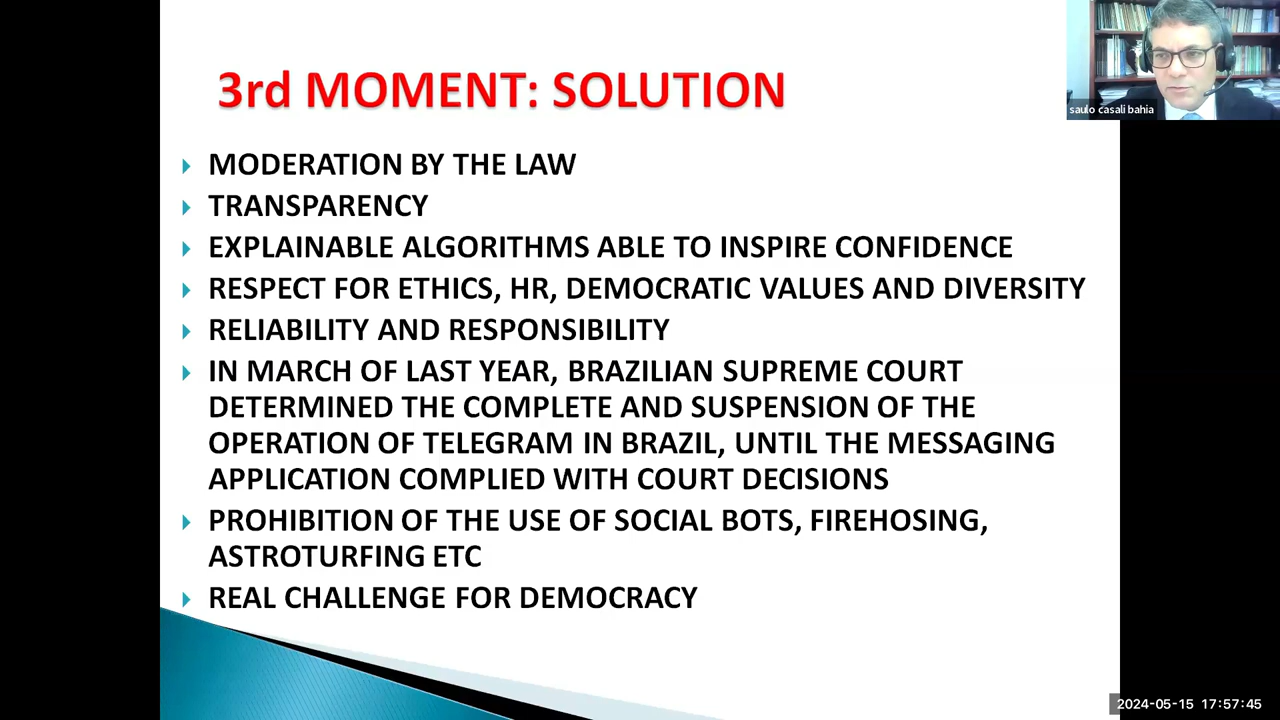 3rd MOMENT: SOLUTION
saulo casali bahia
MODERATION BY THE LAW
TRANSPARENCY
EXPLAINABLE ALGORITHMS ABLE TO INSPIRE CONFIDENCE
RESPECT FOR ETHICS, HR, DEMOCRATIC VALUES AND DIVERSITY
RELIABILITY AND RESPONSIBILITY
IN MARCH OF LAST YEAR, BRAZILIAN SUPREME COURT
DETERMINED THE COMPLETE AND SUSPENSION OF THE
OPERATION OF TELEGRAM IN BRAZIL, UNTIL THE MESSAGING
APPLICATION COMPLIED WITH COURT DECISIONS
PROHIBITION OF THE USE OF SOCIAL BOTS, FIREHOSING,
ASTROTURFING ETC
REAL CHALLENGE FOR DEMOCRACY
2024-05-15 17:57:45